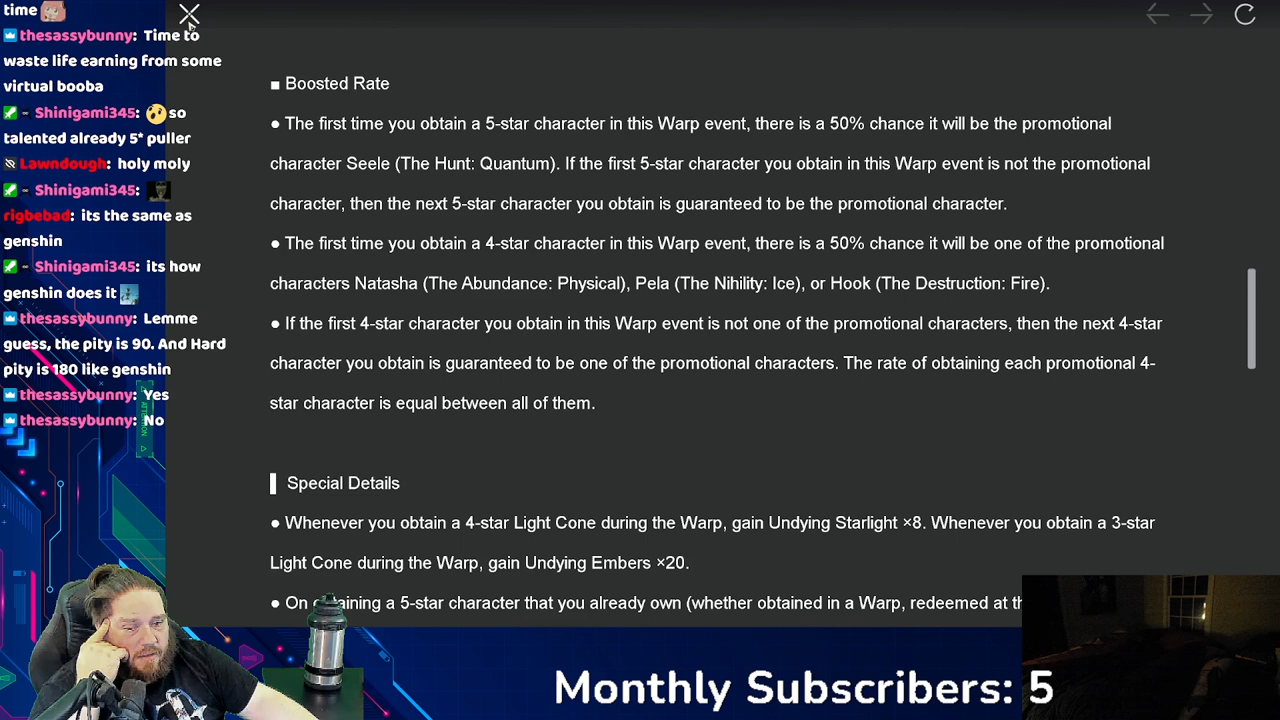 time
thesassybunny: Time to
waste life earning from some
virtual booba
Shinigami345: so
talented already 5* puller
Lawndough: holy moly
Shinigami345:
rigbebad: its the same as
genshin
Shinigami345: its how
genshin does it
thesassybunny: Lemme
guess, the pity is 90. And Hard
pity is 180 like genshin
thesassybunny: Yes
thesassybunny: No
■ Boosted Rate
● The first time you obtain a 5-star character in this Warp event, there is a 50% chance it will be the promotional
character Seele (The Hunt: Quantum). If the first 5-star character you obtain in this Warp event is not the promotional
character, then the next 5-star character you obtain is guaranteed to be the promotional character.
● The first time you obtain a 4-star character in this Warp event, there is a 50% chance it will be one of the promotional
characters Natasha (The Abundance: Physical), Pela (The Nihility: Ice), or Hook (The Destruction: Fire).
● If the first 4-star character you obtain in this Warp event is not one of the promotional characters, then the next 4-star
character you obtain is guaranteed to be one of the promotional characters. The rate of obtaining each promotional 4-
star character is equal between all of them.
Special Details
● Whenever you obtain a 4-star Light Cone during the Warp, gain Undying Starlight ×8. Whenever you obtain a 3-star
Light Cone during the Warp, gain Undying Embers ×20.
● On obtaining a 5-star character that you already own (whether obtained in a Warp, redeemed at
Monthly Subscribers: 5